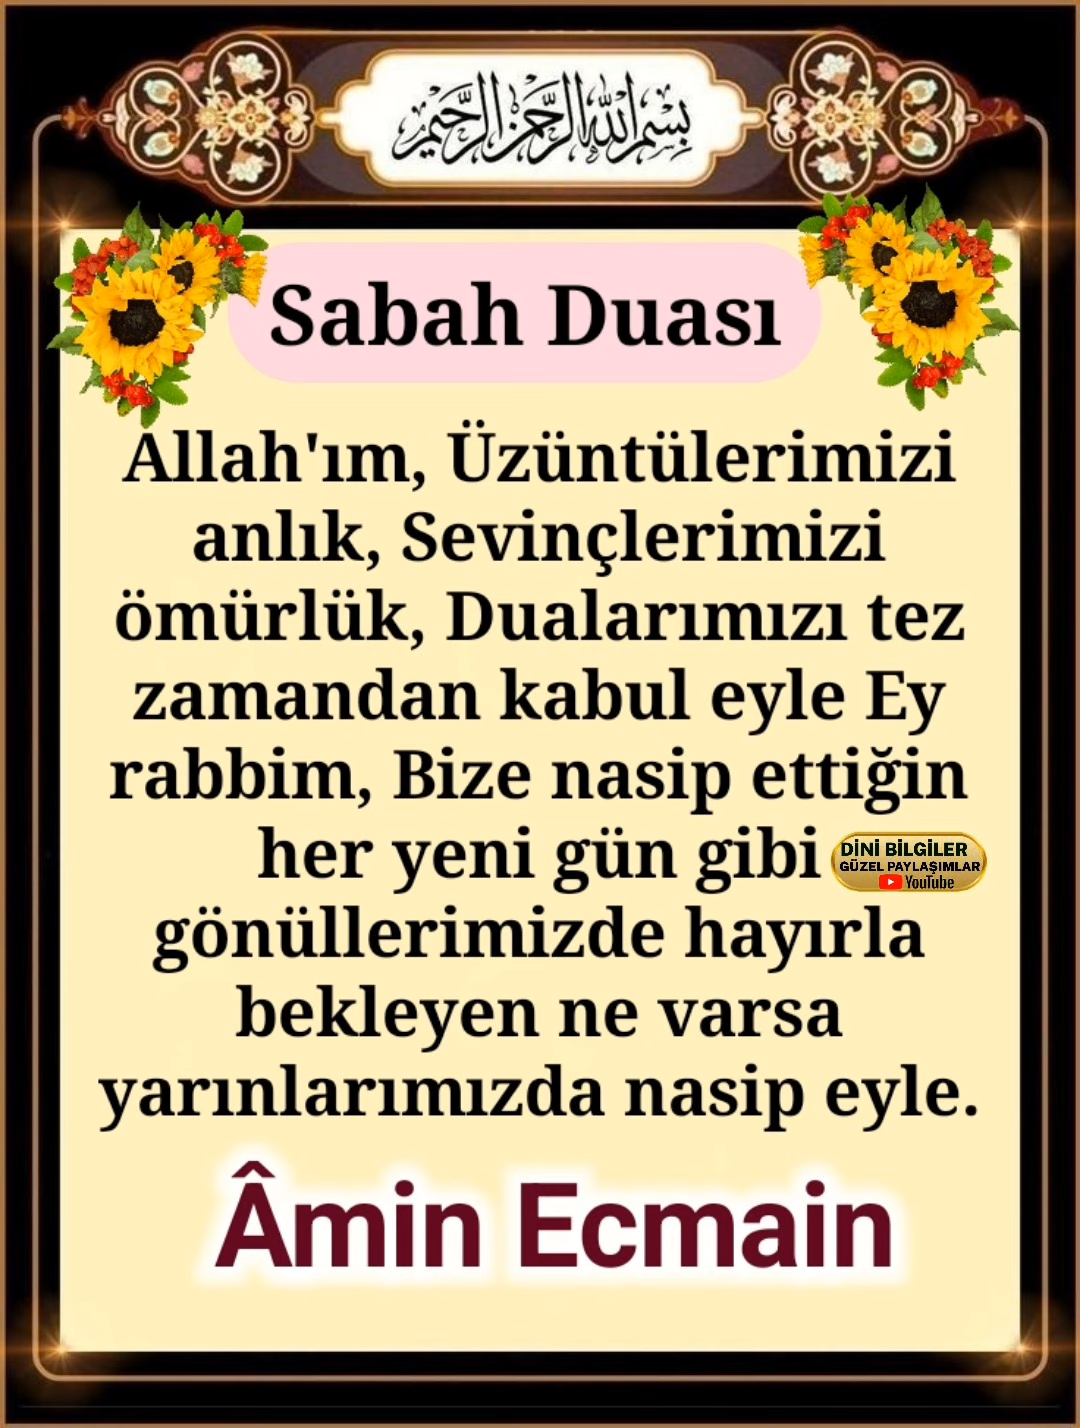 بسم الله الرحمن الرحيم
Sabah Duası
Allah'ım, Üzüntülerimizi
anlık, Sevinçlerimizi
ömürlük, Dualarımızı tez
zamandan kabul eyle Ey
rabbim, Bize nasip ettiğin
her yeni gün gibi
DİNİ BİLGİLER
GÜZEL PAYLAŞIMLAR
YouTube
gönüllerimizde hayırla
bekleyen ne varsa
yarınlarımızda nasip eyle.
Âmin Ecmain